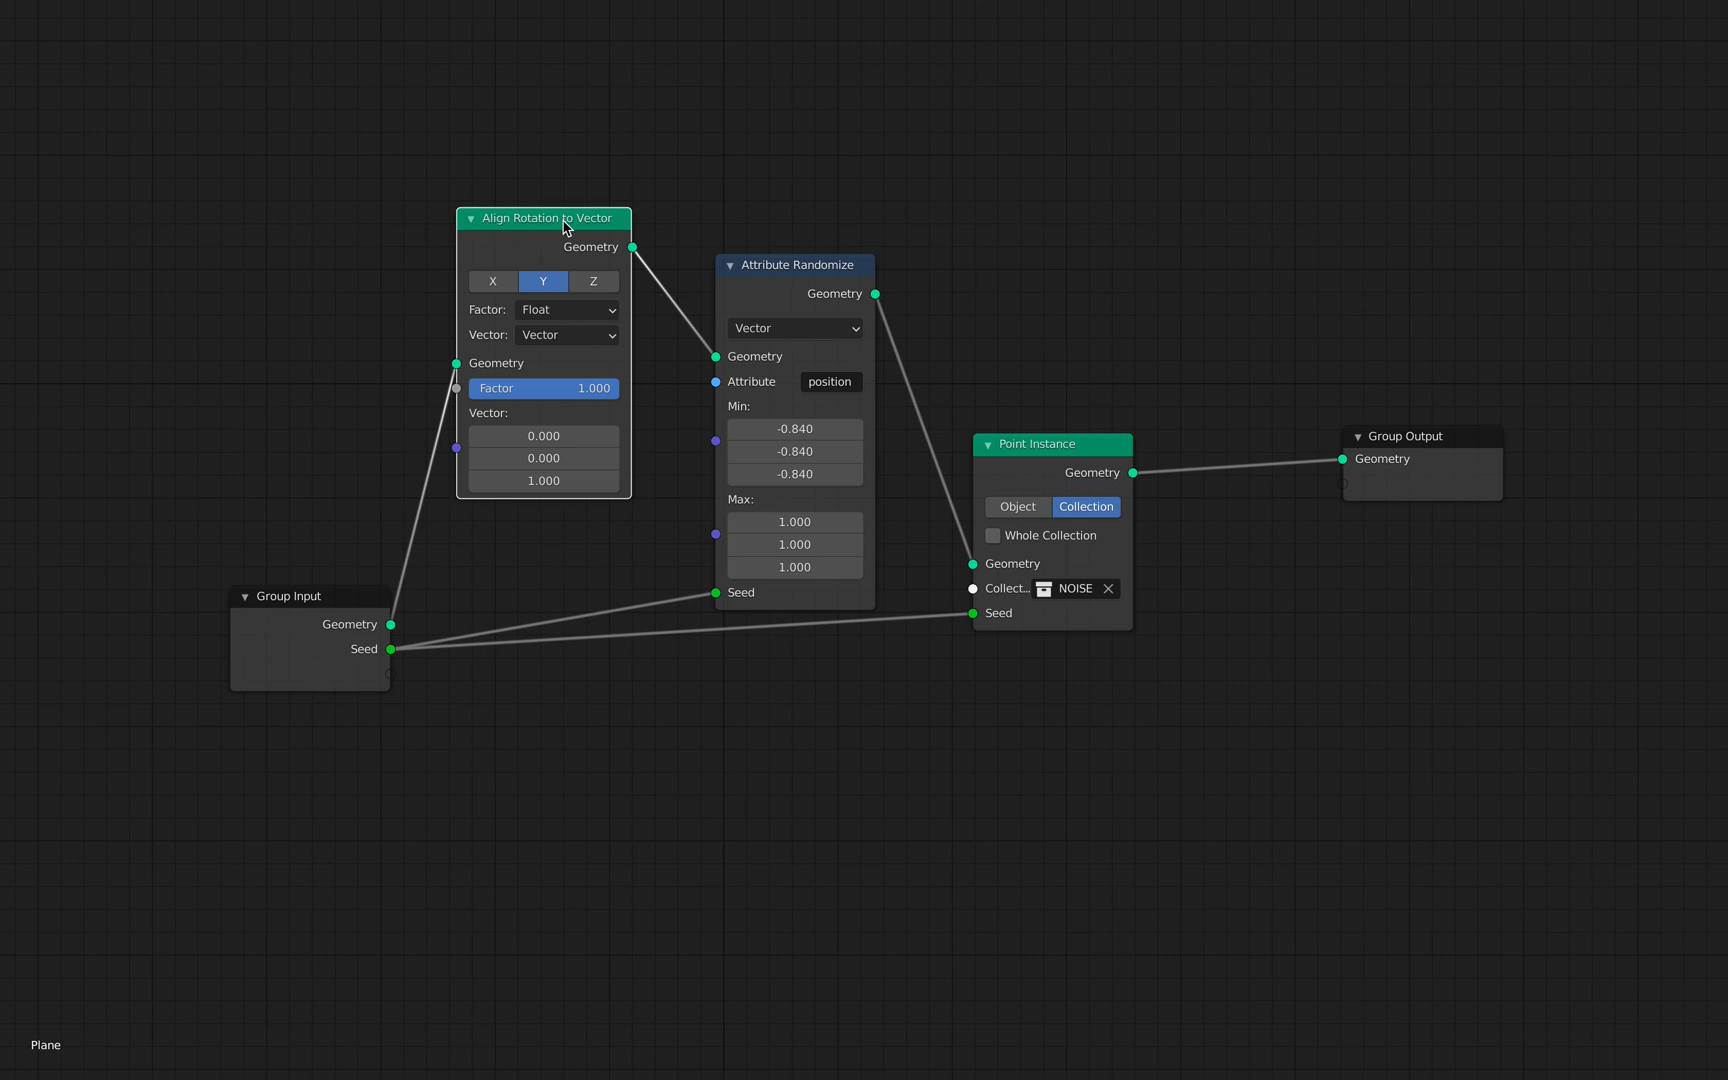 Align Rotation to Vector
Geometry
X Y Z
Factor: Float
Vector: Vector
Geometry
Factor 1.000
Vector:
0.000
0.000
1.000
Attribute Randomize
Geometry
Vector
Geometry
Attribute position
Min:
-0.840
-0.840
-0.840
Max:
1.000
1.000
1.000
Seed
Point Instance
Geometry
Object Collection
Whole Collection
Geometry
Collect... NOISE
Seed
Group Output
Geometry
Group Input
Geometry
Seed
Plane